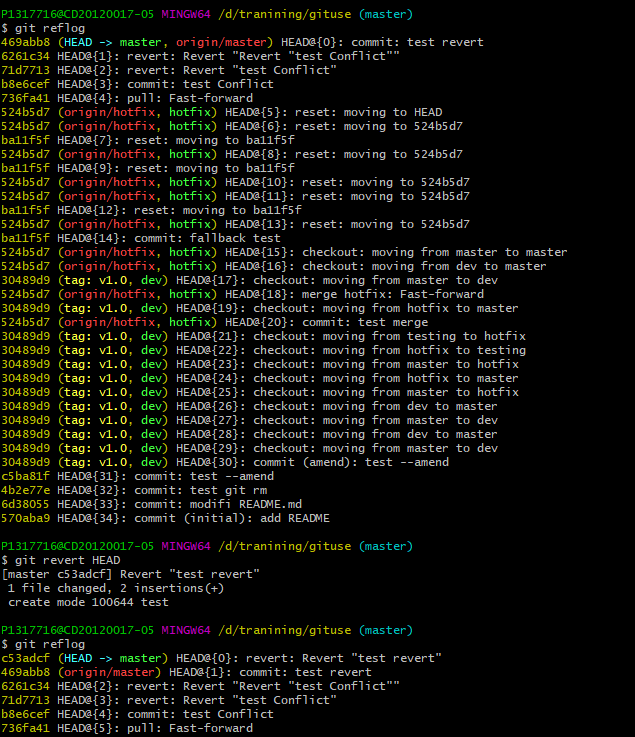 P1317716@CD20120017-05 MINGW64 /d/tranining/gituse (master)
$ git reflog
469abb8 (HEAD -> master, origin/master) HEAD@{0}: commit: test revert
6261c34 HEAD@{1}: revert: Revert "Revert "test Conflict""
71d7713 HEAD@{2}: revert: Revert "test Conflict"
b8e6cef HEAD@{3}: commit: test Conflict
736fa41 HEAD@{4}: pull: Fast-forward
524b5d7 (origin/hotfix, hotfix) HEAD@{5}: reset: moving to HEAD
524b5d7 (origin/hotfix, hotfix) HEAD@{6}: reset: moving to 524b5d7
ba11f5f HEAD@{7}: reset: moving to ba11f5f
524b5d7 (origin/hotfix, hotfix) HEAD@{8}: reset: moving to 524b5d7
ba11f5f HEAD@{9}: reset: moving to ba11f5f
524b5d7 (origin/hotfix, hotfix) HEAD@{10}: reset: moving to 524b5d7
524b5d7 (origin/hotfix, hotfix) HEAD@{11}: reset: moving to 524b5d7
ba11f5f HEAD@{12}: reset: moving to ba11f5f
524b5d7 (origin/hotfix, hotfix) HEAD@{13}: reset: moving to 524b5d7
ba11f5f HEAD@{14}: commit: fallback test
524b5d7 (origin/hotfix, hotfix) HEAD@{15}: checkout: moving from master to master
524b5d7 (origin/hotfix, hotfix) HEAD@{16}: checkout: moving from dev to master
30489d9 (tag: v1.0, dev) HEAD@{17}: checkout: moving from master to dev
524b5d7 (origin/hotfix, hotfix) HEAD@{18}: merge hotfix: Fast-forward
30489d9 (tag: v1.0, dev) HEAD@{19}: checkout: moving from hotfix to master
524b5d7 (origin/hotfix, hotfix) HEAD@{20}: commit: test merge
30489d9 (tag: v1.0, dev) HEAD@{21}: checkout: moving from testing to hotfix
30489d9 (tag: v1.0, dev) HEAD@{22}: checkout: moving from hotfix to testing
30489d9 (tag: v1.0, dev) HEAD@{23}: checkout: moving from master to hotfix
30489d9 (tag: v1.0, dev) HEAD@{24}: checkout: moving from hotfix to master
30489d9 (tag: v1.0, dev) HEAD@{25}: checkout: moving from master to hotfix
30489d9 (tag: v1.0, dev) HEAD@{26}: checkout: moving from dev to master
30489d9 (tag: v1.0, dev) HEAD@{27}: checkout: moving from master to dev
30489d9 (tag: v1.0, dev) HEAD@{28}: checkout: moving from dev to master
30489d9 (tag: v1.0, dev) HEAD@{29}: checkout: moving from master to dev
30489d9 (tag: v1.0, dev) HEAD@{30}: commit (amend): test --amend
c5ba81f HEAD@{31}: commit: test --amend
4b2e77e HEAD@{32}: commit: test git rm
6d38055 HEAD@{33}: commit: modifi README.md
570aba9 HEAD@{34}: commit (initial): add README
P1317716@CD20120017-05 MINGW64 /d/tranining/gituse (master)
$ git revert HEAD
[master c53adcf] Revert "test revert"
1 file changed, 2 insertions(+)
create mode 100644 test
P1317716@CD20120017-05 MINGW64 /d/tranining/gituse (master)
$ git reflog
c53adcf (HEAD -> master) HEAD@{0}: revert: Revert "test revert"
469abb8 (origin/master) HEAD@{1}: commit: test revert
6261c34 HEAD@{2}: revert: Revert "Revert "test Conflict""
71d7713 HEAD@{3}: revert: Revert "test Conflict"
b8e6cef HEAD@{4}: commit: test Conflict
736fa41 HEAD@{5}: pull: Fast-forward